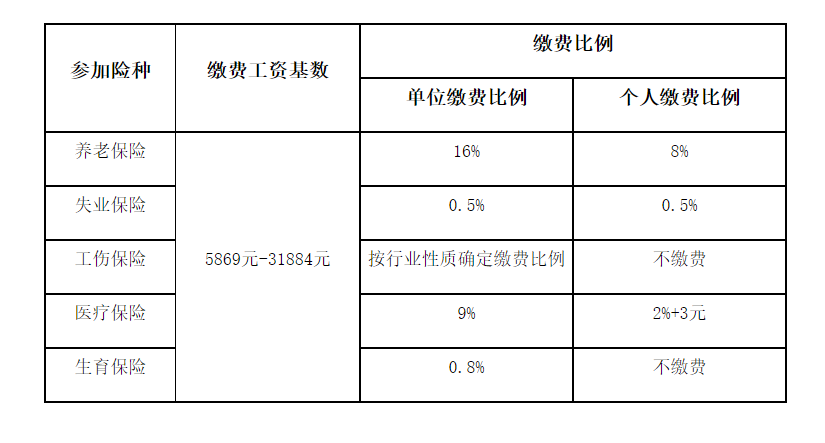 参加险种
缴费工资基数
缴费比例
单位缴费比例
个人缴费比例
养老保险
16%
8%
失业保险
0.5%
0.5%
工伤保险
5869元-31884元
按行业性质确定缴费比例
不缴费
医疗保险
9%
2%+3元
生育保险
0.8%
不缴费